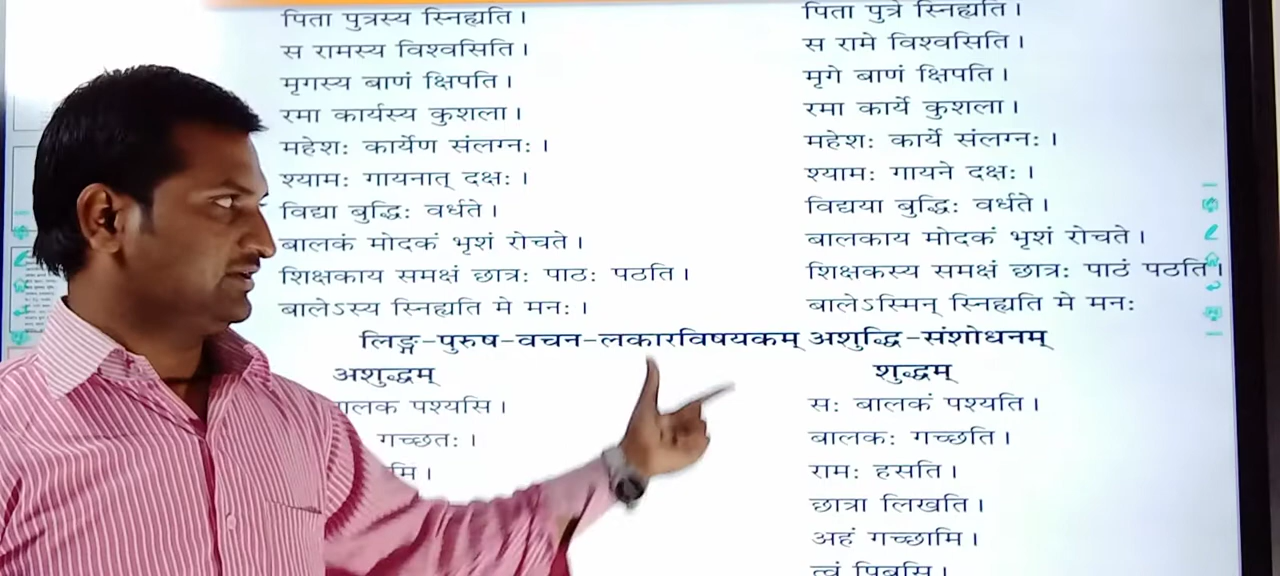 पिता पुत्रस्य स्निह्यति। पिता पुत्रे स्निह्यति।
स रामस्य विश्वसिति। स रामे विश्वसिति।
मृगस्य बाणं क्षिपति। मृगे बाणं क्षिपति।
रमा कार्यस्य कुशला। रमा कार्ये कुशला।
महेशः कार्येण संलग्नः। महेशः कार्ये संलग्नः।
श्यामः गायनात् दक्षः। श्यामः गायने दक्षः।
विद्या बुद्धिः वर्धते। विद्यया बुद्धिः वर्धते।
बालकं मोदकं भृशं रोचते। बालकाय मोदकं भृशं रोचते।
शिक्षकाय समक्षं छात्रः पाठः पठति। शिक्षकस्य समक्षं छात्रः पाठं पठति।
बालेऽस्य स्निह्यति मे मनः। बालेऽस्मिन् स्निह्यति मे मनः
लिङ्ग-पुरुष-वचन-लकारविषयकम् अशुद्धि-संशोधनम्
अशुद्धम् शुद्धम्
पश्यसि। सः बालकं पश्यति।
गच्छतः। बालकः गच्छति।
रामः हसति।
छात्रा लिखति।
अहं गच्छामि।
त्वं पिबसि।